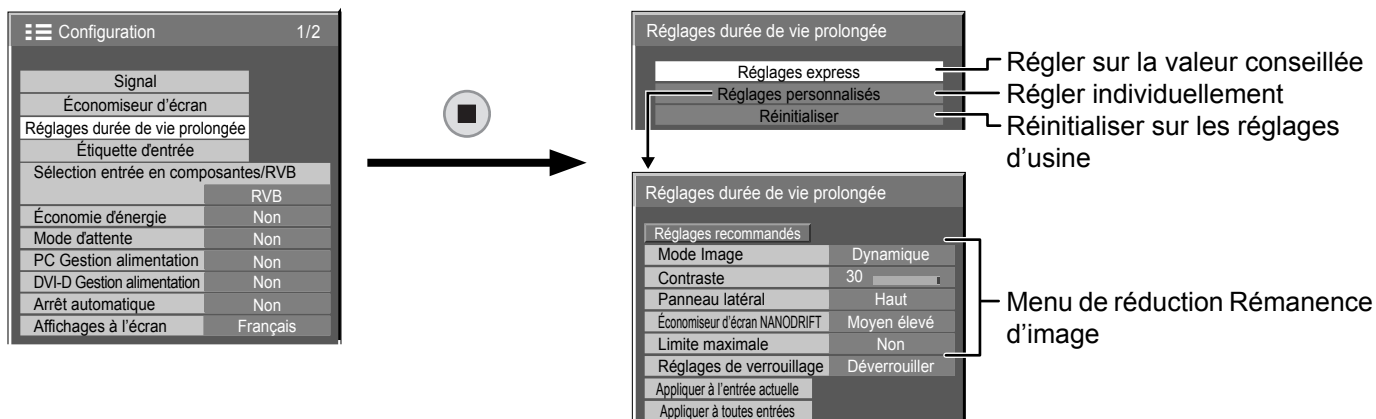 Configuration 1/2
Signal
Économiseur d'écran
Réglages durée de vie prolongée
Étiquette d'entrée
Sélection entrée en composantes/RVB
RVB
Économie d'énergie Non
Mode d'attente Non
PC Gestion alimentation Non
DVI-D Gestion alimentation Non
Arrêt automatique Non
Affichages à l'écran Français
Réglages durée de vie prolongée
Réglages express
Réglages personnalisés
Réinitialiser
Régler sur la valeur conseillée
Régler individuellement
Réinitialiser sur les réglages
d'usine
Réglages durée de vie prolongée
Réglages recommandés
Mode Image Dynamique
Contraste 30
Panneau latéral Haut
Économiseur d'écran NANODRIFT Moyen élevé
Limite maximale Non
Réglages de verrouillage Déverrouiller
Appliquer à l'entrée actuelle
Appliquer à toutes entrées
Menu de réduction Rémanence
d'image